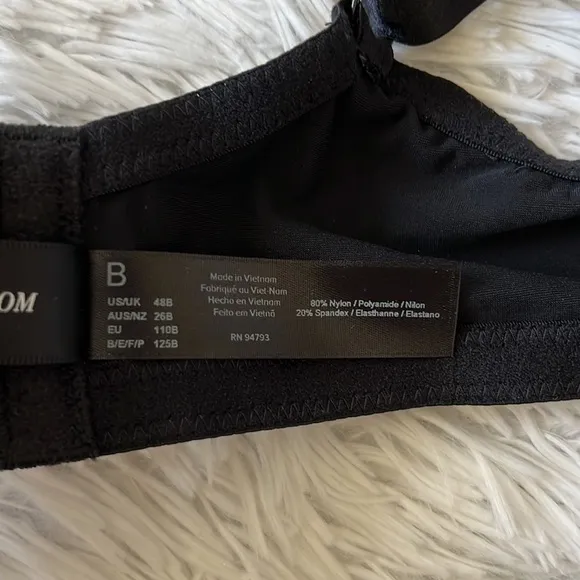 OM
B
US/UK 48B
AUS/NZ 26B
EU 110B
B/E/F/P 125B
Made in Vietnam
Fabriqué au Viet-Nam
Hecho en Vietnam
Feito em Vietnã
RN 94793
80% Nylon / Polyamide / Nilon
20% Spandex / Elasthanne / Elastano